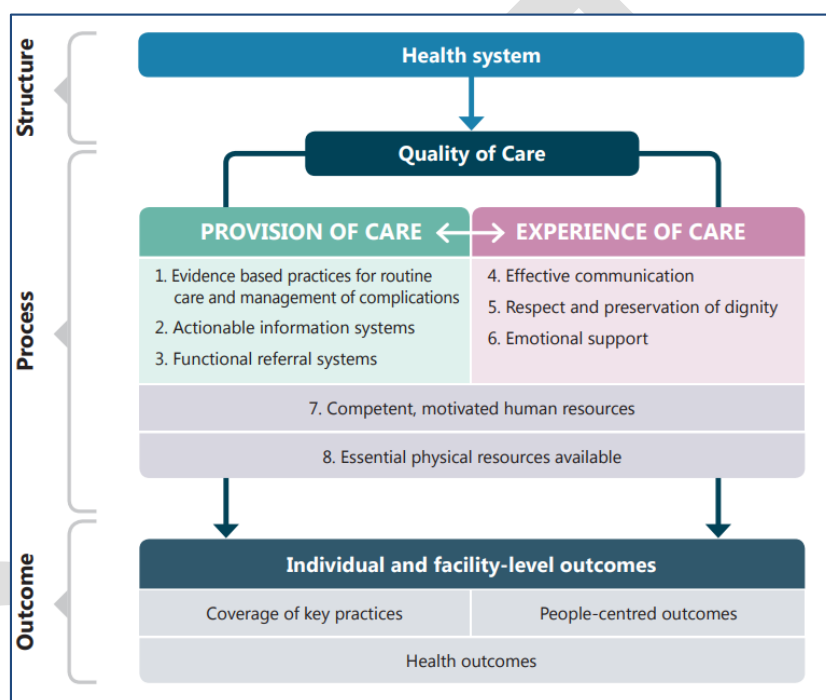 Structure
Health system
Process
Quality of Care
PROVISION OF CARE
EXPERIENCE OF CARE
1. Evidence based practices for routine
care and management of complications
2. Actionable information systems
3. Functional referral systems
4. Effective communication
5. Respect and preservation of dignity
6. Emotional support
7. Competent, motivated human resources
8. Essential physical resources available
Outcome
Individual and facility-level outcomes
Coverage of key practices
People-centred outcomes
Health outcomes